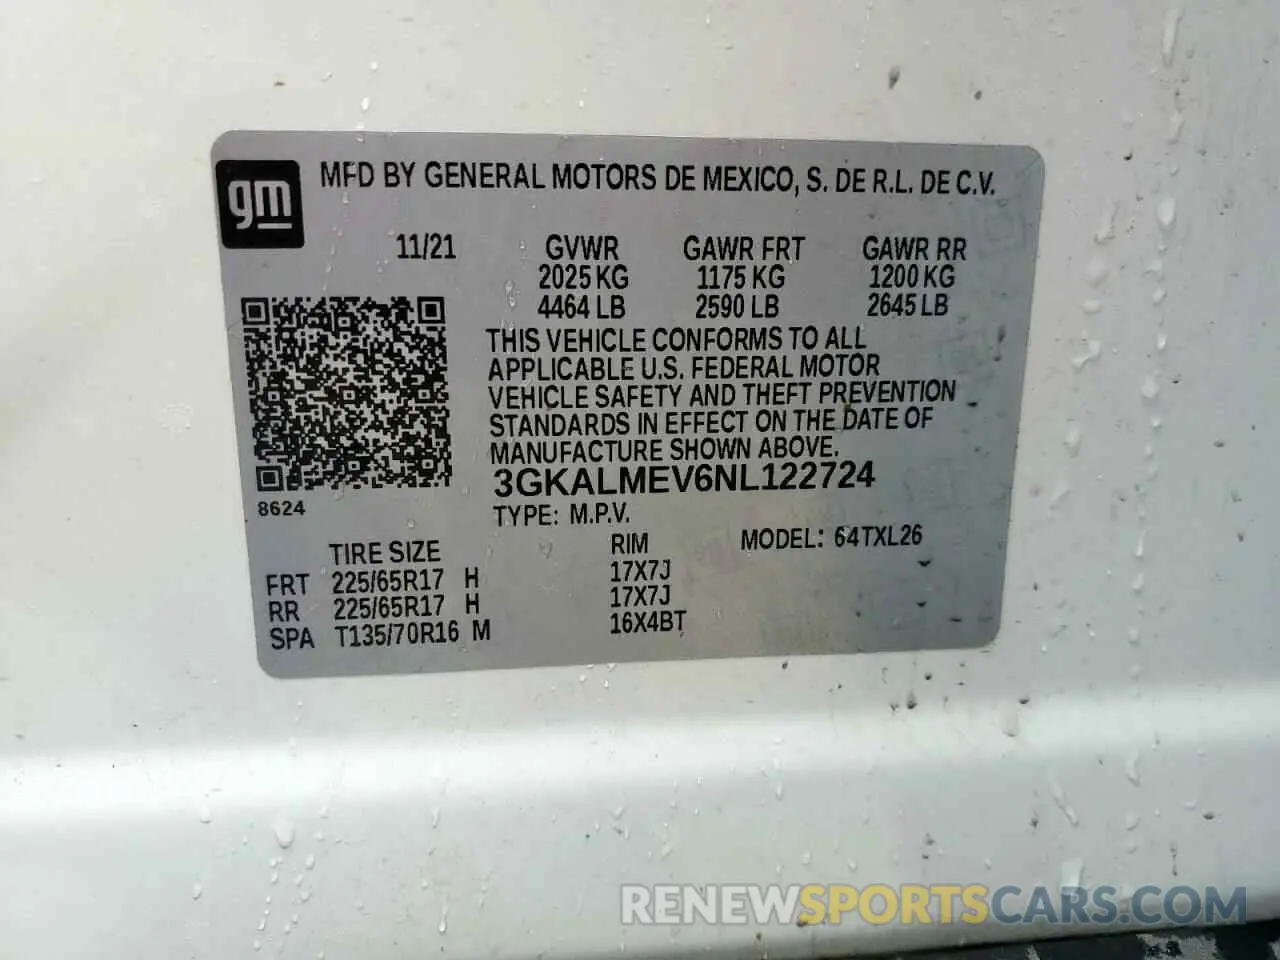 gm
MFD BY GENERAL MOTORS DE MEXICO, S. DE R.L. DE C.V.
11/21 GVWR GAWR FRT GAWR RR
2025 KG 1175 KG 1200 KG
4464 LB 2590 LB 2645 LB
THIS VEHICLE CONFORMS TO ALL
APPLICABLE U.S. FEDERAL MOTOR
VEHICLE SAFETY AND THEFT PREVENTION
STANDARDS IN EFFECT ON THE DATE OF
MANUFACTURE SHOWN ABOVE.
3GKALMEV6NL122724
8624
TYPE: M.P.V.
TIRE SIZE RIM MODEL: 64TXL26
FRT 225/65R17 H 17X7J
RR 225/65R17 H 17X7J
SPA T135/70R16 M 16X4BT
RENEWSPORTSCARS.COM